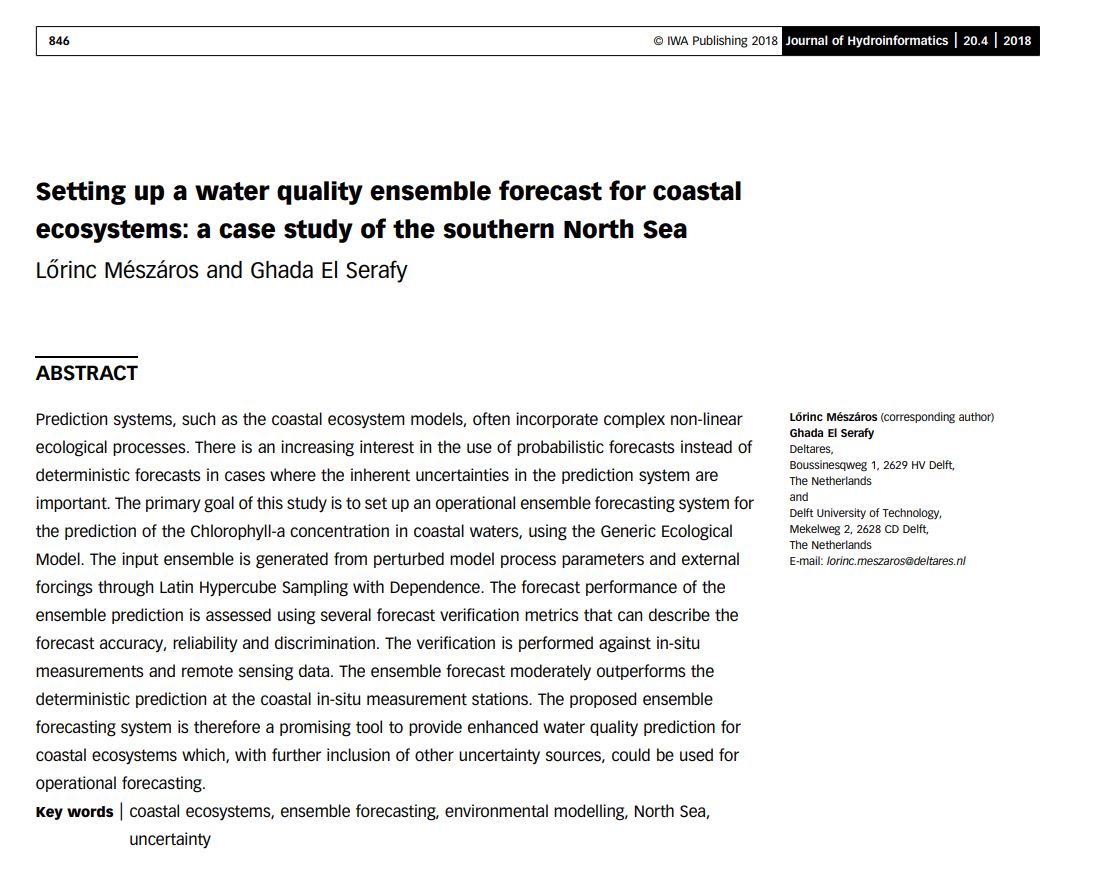 846
© IWA Publishing 2018 Journal of Hydroinformatics | 20.4 | 2018
Setting up a water quality ensemble forecast for coastal
ecosystems: a case study of the southern North Sea
Lőrinc Mészáros and Ghada El Serafy
ABSTRACT
Prediction systems, such as the coastal ecosystem models, often incorporate complex non-linear
ecological processes. There is an increasing interest in the use of probabilistic forecasts instead of
deterministic forecasts in cases where the inherent uncertainties in the prediction system are
important. The primary goal of this study is to set up an operational ensemble forecasting system for
the prediction of the Chlorophyll-a concentration in coastal waters, using the Generic Ecological
Model. The input ensemble is generated from perturbed model process parameters and external
forcings through Latin Hypercube Sampling with Dependence. The forecast performance of the
ensemble prediction is assessed using several forecast verification metrics that can describe the
forecast accuracy, reliability and discrimination. The verification is performed against in-situ
measurements and remote sensing data. The ensemble forecast moderately outperforms the
deterministic prediction at the coastal in-situ measurement stations. The proposed ensemble
forecasting system is therefore a promising tool to provide enhanced water quality prediction for
coastal ecosystems which, with further inclusion of other uncertainty sources, could be used for
operational forecasting.
Key words | coastal ecosystems, ensemble forecasting, environmental modelling, North Sea,
uncertainty
Lőrinc Mészáros (corresponding author)
Ghada El Serafy
Deltares,
Boussinesqweg 1, 2629 HV Delft,
The Netherlands
and
Delft University of Technology,
Mekelweg 2, 2628 CD Delft,
The Netherlands
E-mail: lorinc.meszaros@deltares.nl